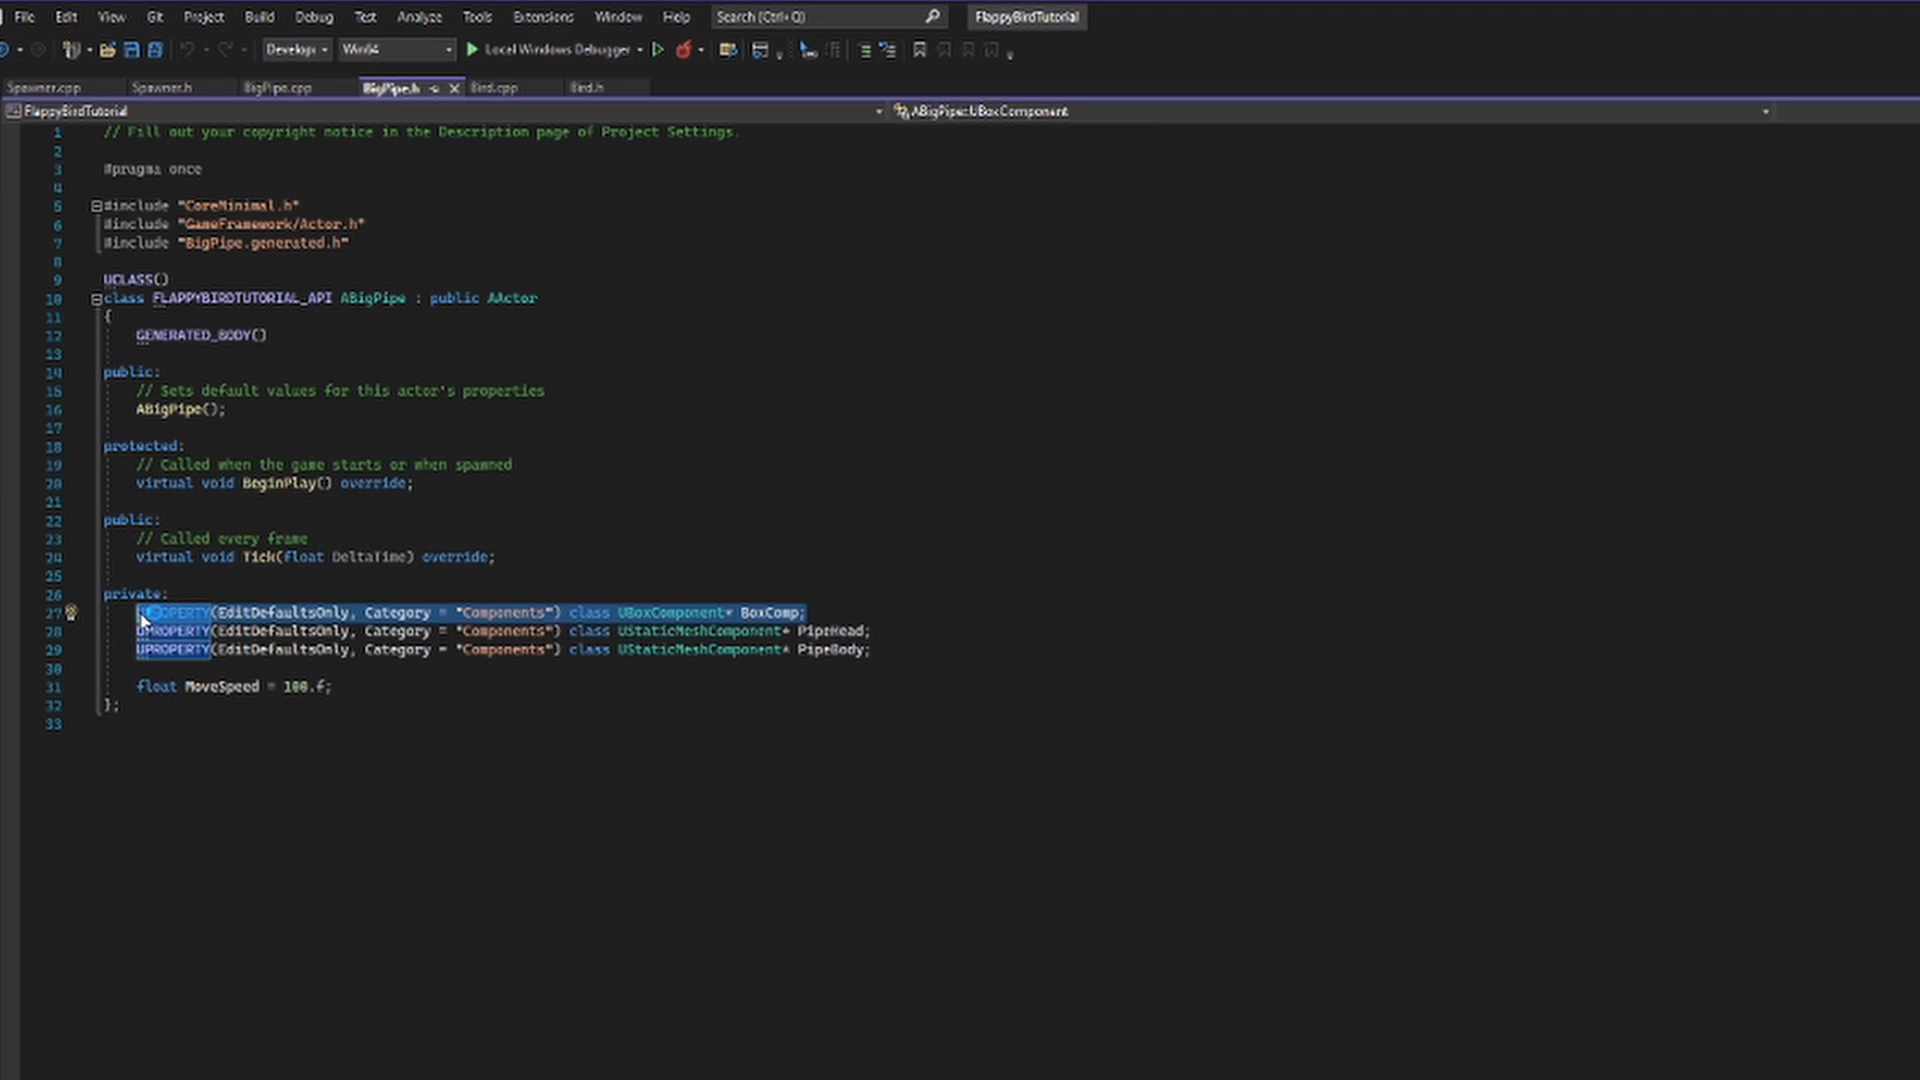 File Edit View Git Project Build Debug Test Analyze Tools Extensions Window Help Search (Ctrl+Q) FlappyBirdTutorial
Develop Win64 Local Windows Debugger
Spawner.cpp Spawner.h BigPipe.cpp BigPipe.h Bird.cpp Bird.h
FlappyBirdTutorial ABigPipe::UBoxComponent
1 // Fill out your copyright notice in the Description page of Project Settings.
2
3 #pragma once
4
5 #include "CoreMinimal.h"
6 #include "GameFramework/Actor.h"
7 #include "BigPipe.generated.h"
8
9 UCLASS()
10 class FLAPPYBIRDTUTORIAL_API ABigPipe : public AActor
11 {
12 GENERATED_BODY()
13
14 public:
15 // Sets default values for this actor's properties
16 ABigPipe();
17
18 protected:
19 // Called when the game starts or when spawned
20 virtual void BeginPlay() override;
21
22 public:
23 // Called every frame
24 virtual void Tick(float DeltaTime) override;
25
26 private:
27 UPROPERTY(EditDefaultsOnly, Category = "Components") class UBoxComponent* BoxComp;
28 UPROPERTY(EditDefaultsOnly, Category = "Components") class UStaticMeshComponent* PipeHead;
29 UPROPERTY(EditDefaultsOnly, Category = "Components") class UStaticMeshComponent* PipeBody;
30
31 float MoveSpeed = 100.f;
32 };
33